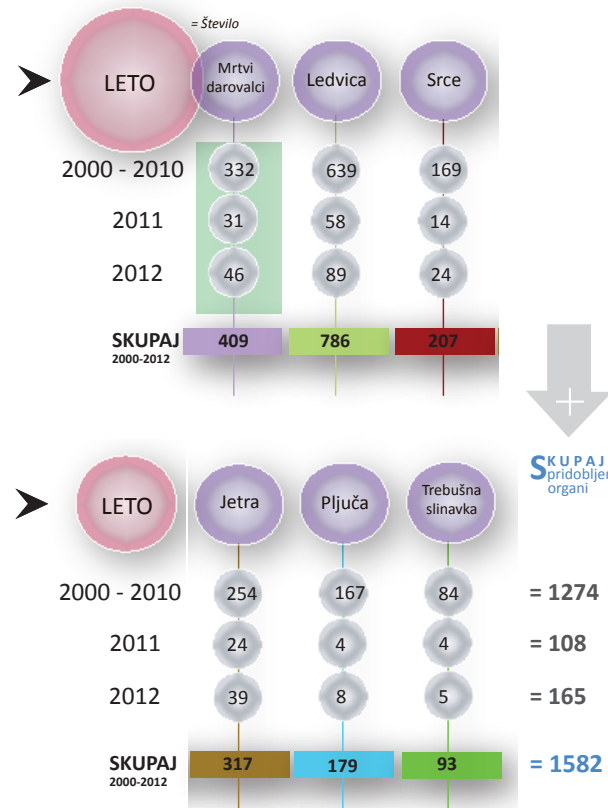 = Število
LETO
Mrtvi
darovalci
Ledvica
Srce
2000 - 2010
332
639
169
2011
31
58
14
2012
46
89
24
SKUPAJ
2000-2012
409
786
207
SKUPAJ
pridobljen
organi
LETO
Jetra
Pljuča
Trebušna
slinavka
2000 - 2010
254
167
84
= 1274
2011
24
4
4
= 108
2012
39
8
5
= 165
SKUPAJ
2000-2012
317
179
93
= 1582